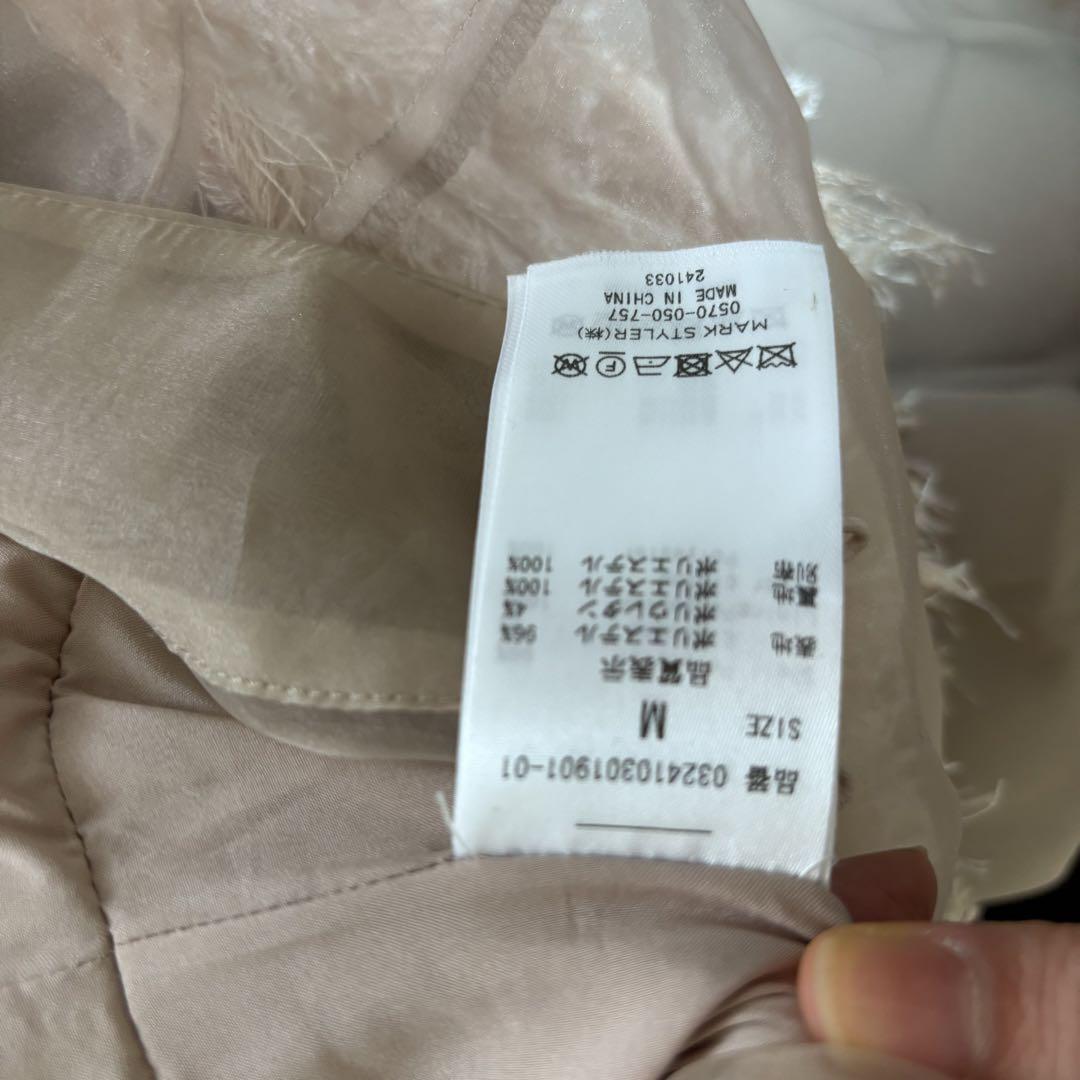 品番 032410301901-01
SIZE M
品質表示
表地 ポリエステル 96%
ポリウレタン 4%
裏地 ポリエステル 100%
別布 ポリエステル 100%
W F
MARK STYLER(株)
0570-050-757
MADE IN CHINA
241033